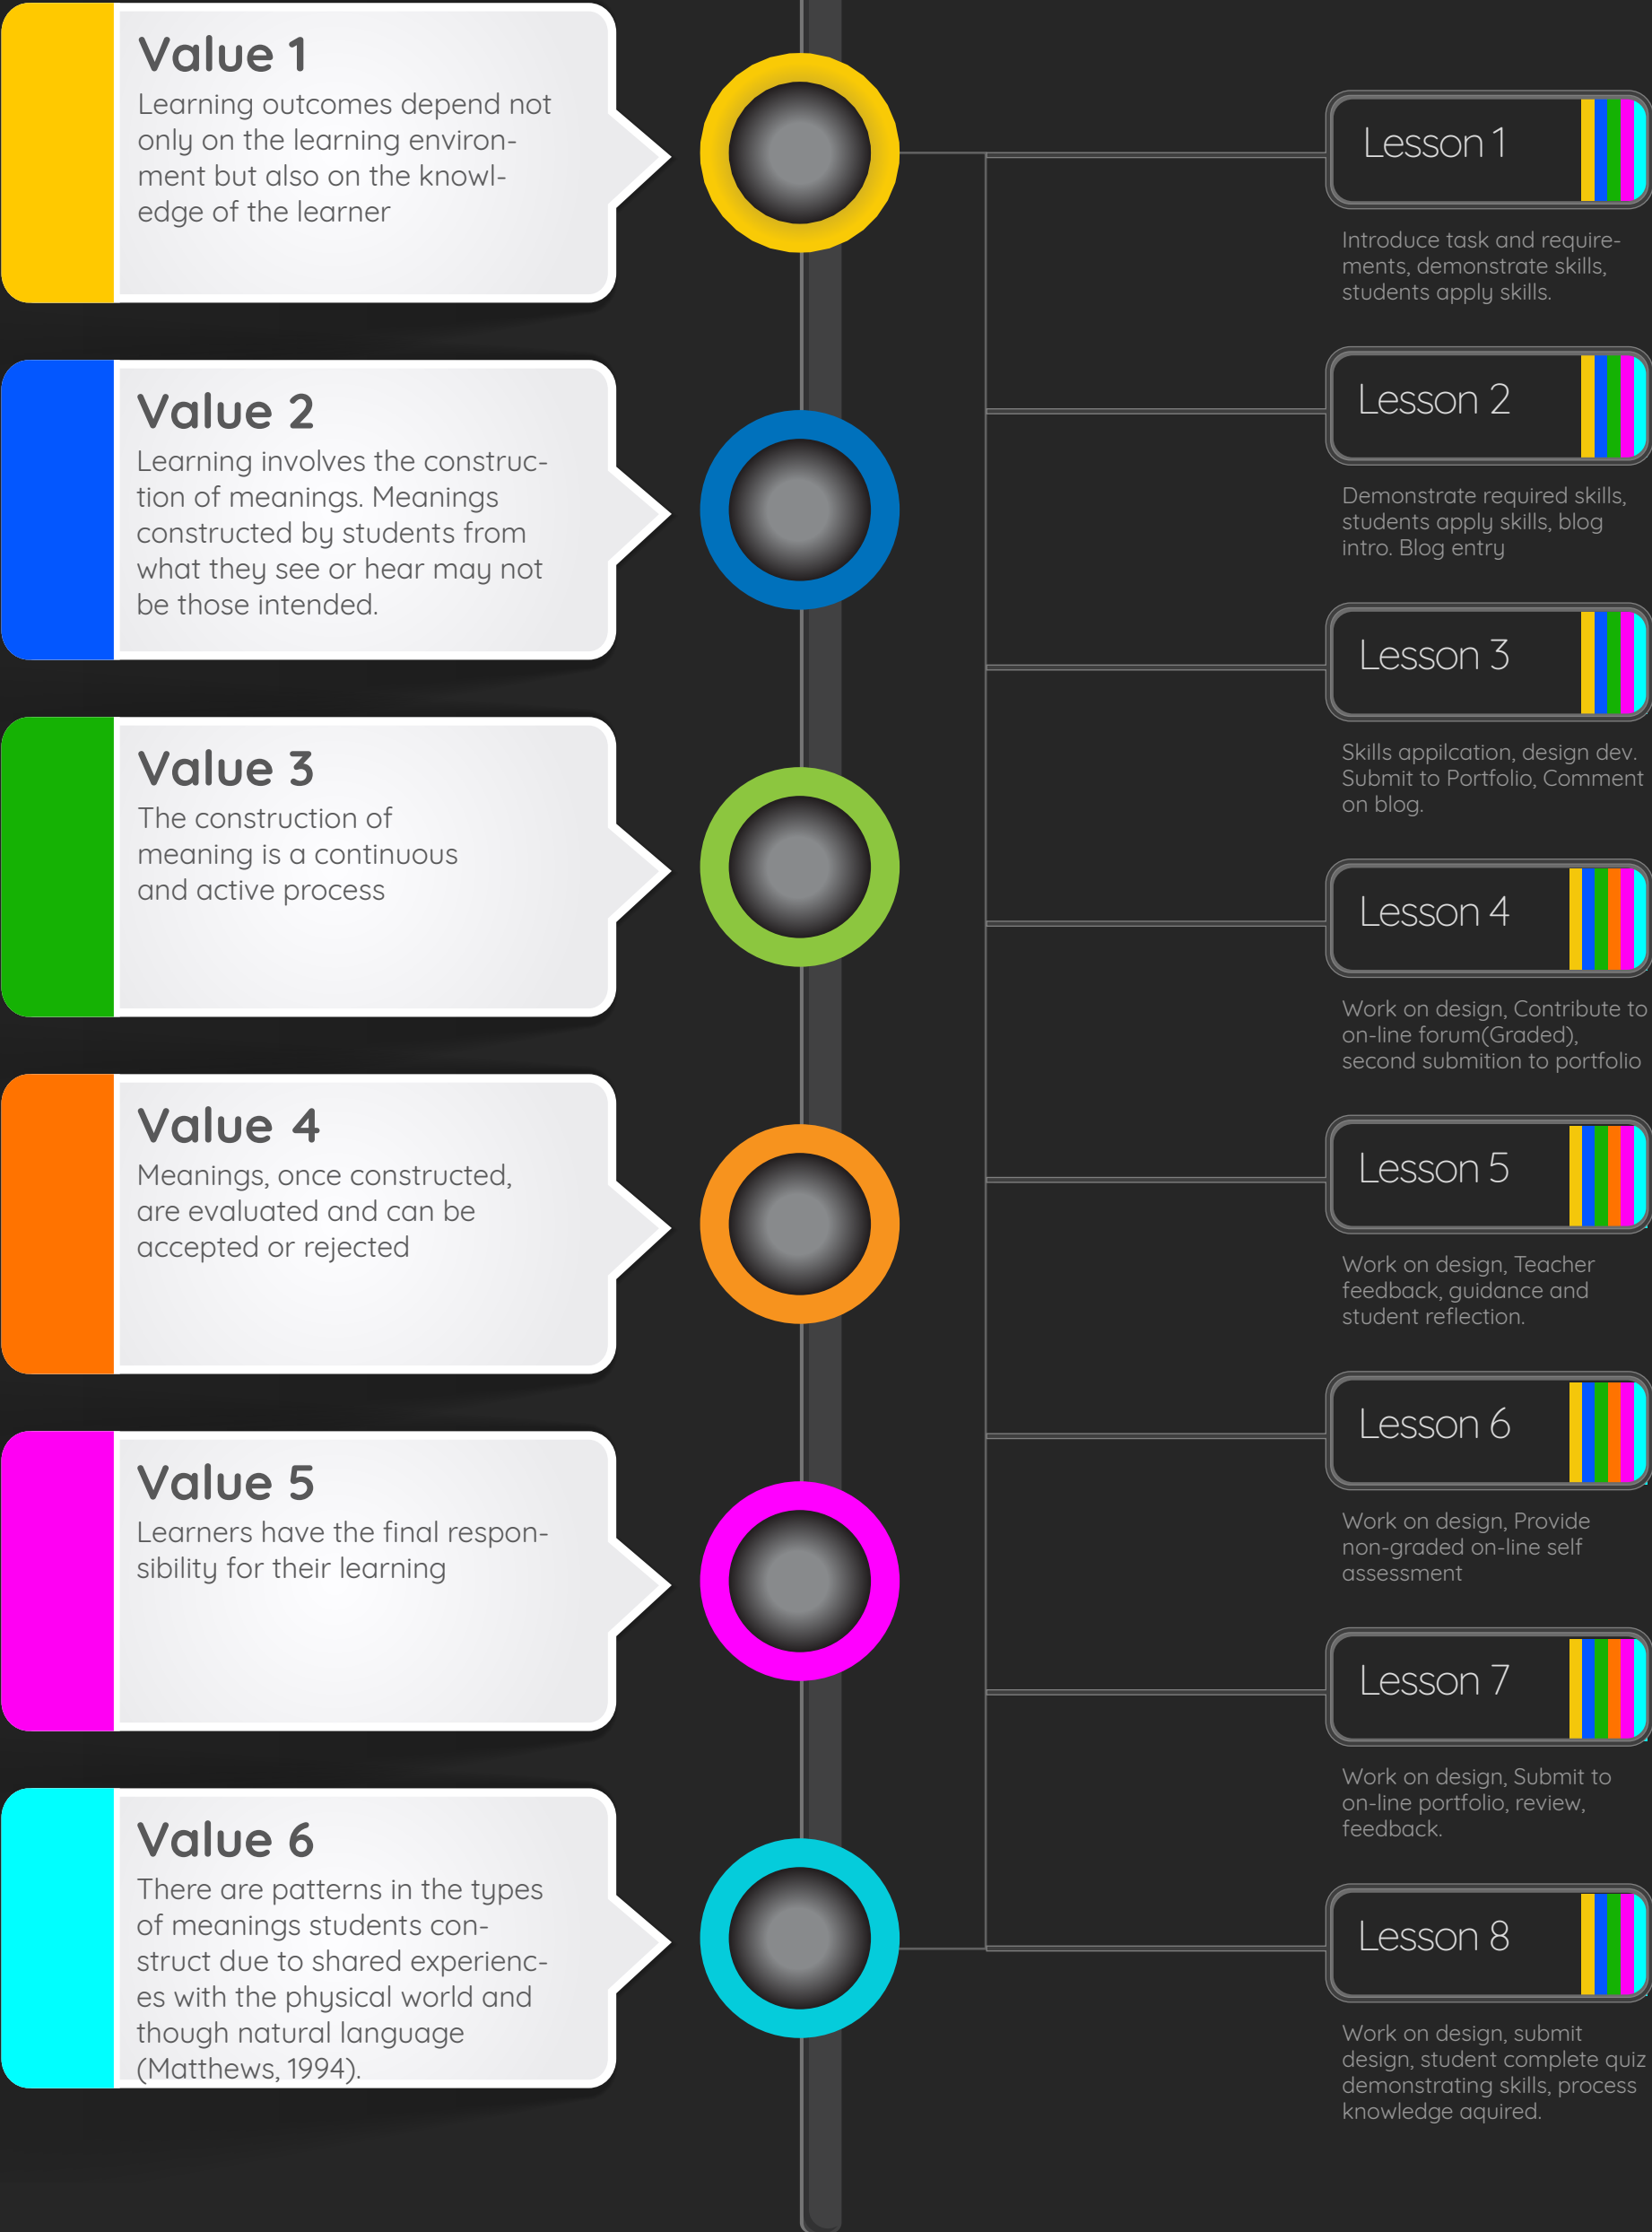 Value 1
Learning outcomes depend not
only on the learning environ-
ment but also on the knowl-
edge of the learner
Value 2
Learning involves the construc-
tion of meanings. Meanings
constructed by students from
what they see or hear may not
be those intended.
Value 3
The construction of
meaning is a continuous
and active process
Value 4
Meanings, once constructed,
are evaluated and can be
accepted or rejected
Value 5
Learners have the final respon-
sibility for their learning
Value 6
There are patterns in the types
of meanings students con-
struct due to shared experienc-
es with the physical world and
though natural language
(Matthews, 1994).
Lesson 1
Introduce task and require-
ments, demonstrate skills,
students apply skills.
Lesson 2
Demonstrate required skills,
students apply skills, blog
intro. Blog entry
Lesson 3
Skills appilcation, design dev.
Submit to Portfolio, Comment
on blog.
Lesson 4
Work on design, Contribute to
on-line forum(Graded),
second submition to portfolio
Lesson 5
Work on design, Teacher
feedback, guidance and
student reflection.
Lesson 6
Work on design, Provide
non-graded on-line self
assessment
Lesson 7
Work on design, Submit to
on-line portfolio, review,
feedback.
Lesson 8
Work on design, submit
design, student complete quiz
demonstrating skills, process
knowledge aquired.